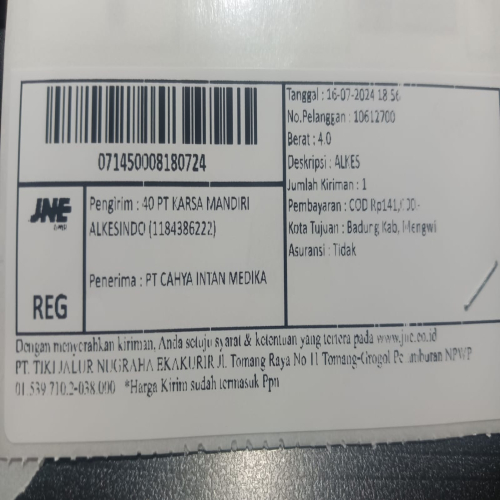 071450008180724
JNE
REG
Pengirim : 40 PT KARSA MANDIRI
ALKESINDO (1184386222)
Penerima : PT CAHYA INTAN MEDIKA
Tanggal : 16-07-2024 18:56
No.Pelanggan : 10612700
Berat : 4.0
Deskripsi : ALKES
Jumlah Kiriman : 1
Pembayaran : COD
Kota Tujuan : Badung Kab, Mengwi
Asuransi : Tidak
Dengan menyerahkan kiriman, Anda setuju syarat & ketentuan yang tertera pada www.jne.co.id
PT. TIKI JALUR NUGRAHA EKAKURIR Jl. Tomang Raya No 11 Tomang-Grogol NPWP
01.539.710.2-038.000 *Harga Kirim sudah termasuk Ppn